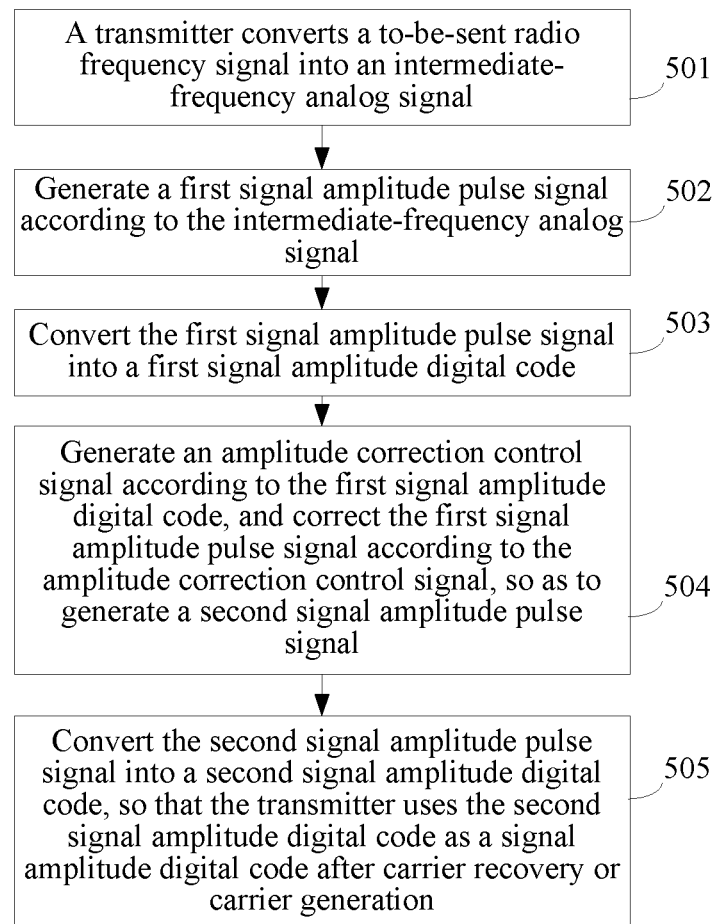 A transmitter converts a to-be-sent radio
frequency signal into an intermediate-
frequency analog signal
501
Generate a first signal amplitude pulse signal
according to the intermediate-frequency analog
signal
502
Convert the first signal amplitude pulse signal
into a first signal amplitude digital code
503
Generate an amplitude correction control
signal according to the first signal amplitude
digital code, and correct the first signal
amplitude pulse signal according to the
amplitude correction control signal, so as to
generate a second signal amplitude pulse
signal
504
Convert the second signal amplitude pulse
signal into a second signal amplitude digital
code, so that the transmitter uses the second
signal amplitude digital code as a signal
amplitude digital code after carrier recovery or
carrier generation
505